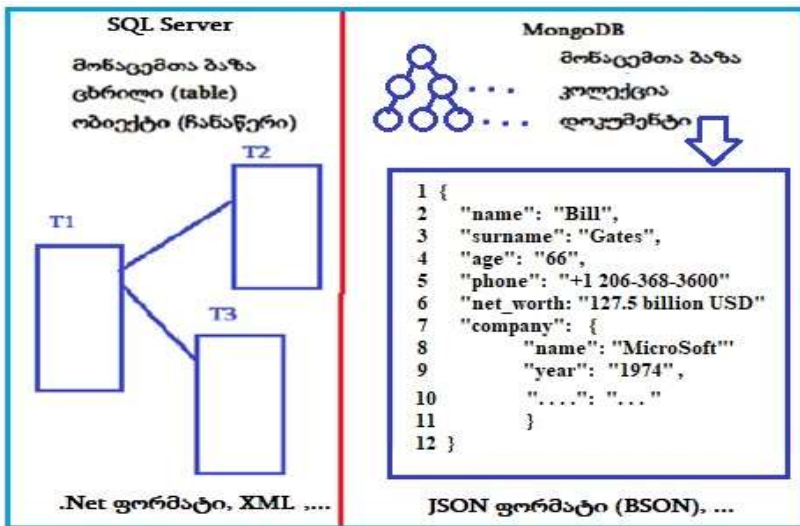 SQL Server
მონაცემთა ბაზა
ცხრილი (table)
ობიექტი (ჩანაწერი)
T2
T1
T3
.Net ფორმატი, XML ,...
MongoDB
მონაცემთა ბაზა
. . . კოლექცია
. . . დოკუმენტი
1 {
2 "name": "Bill",
3 "surname": "Gates",
4 "age": "66",
5 "phone": "+1 206-368-3600"
6 "net_worth: "127.5 billion USD"
7 "company": {
8 "name": "MicroSoft"'
9 "year": "1974" ,
10 ". . . .": ". . . "
11 }
12 }
JSON ფორმატი (BSON), ...